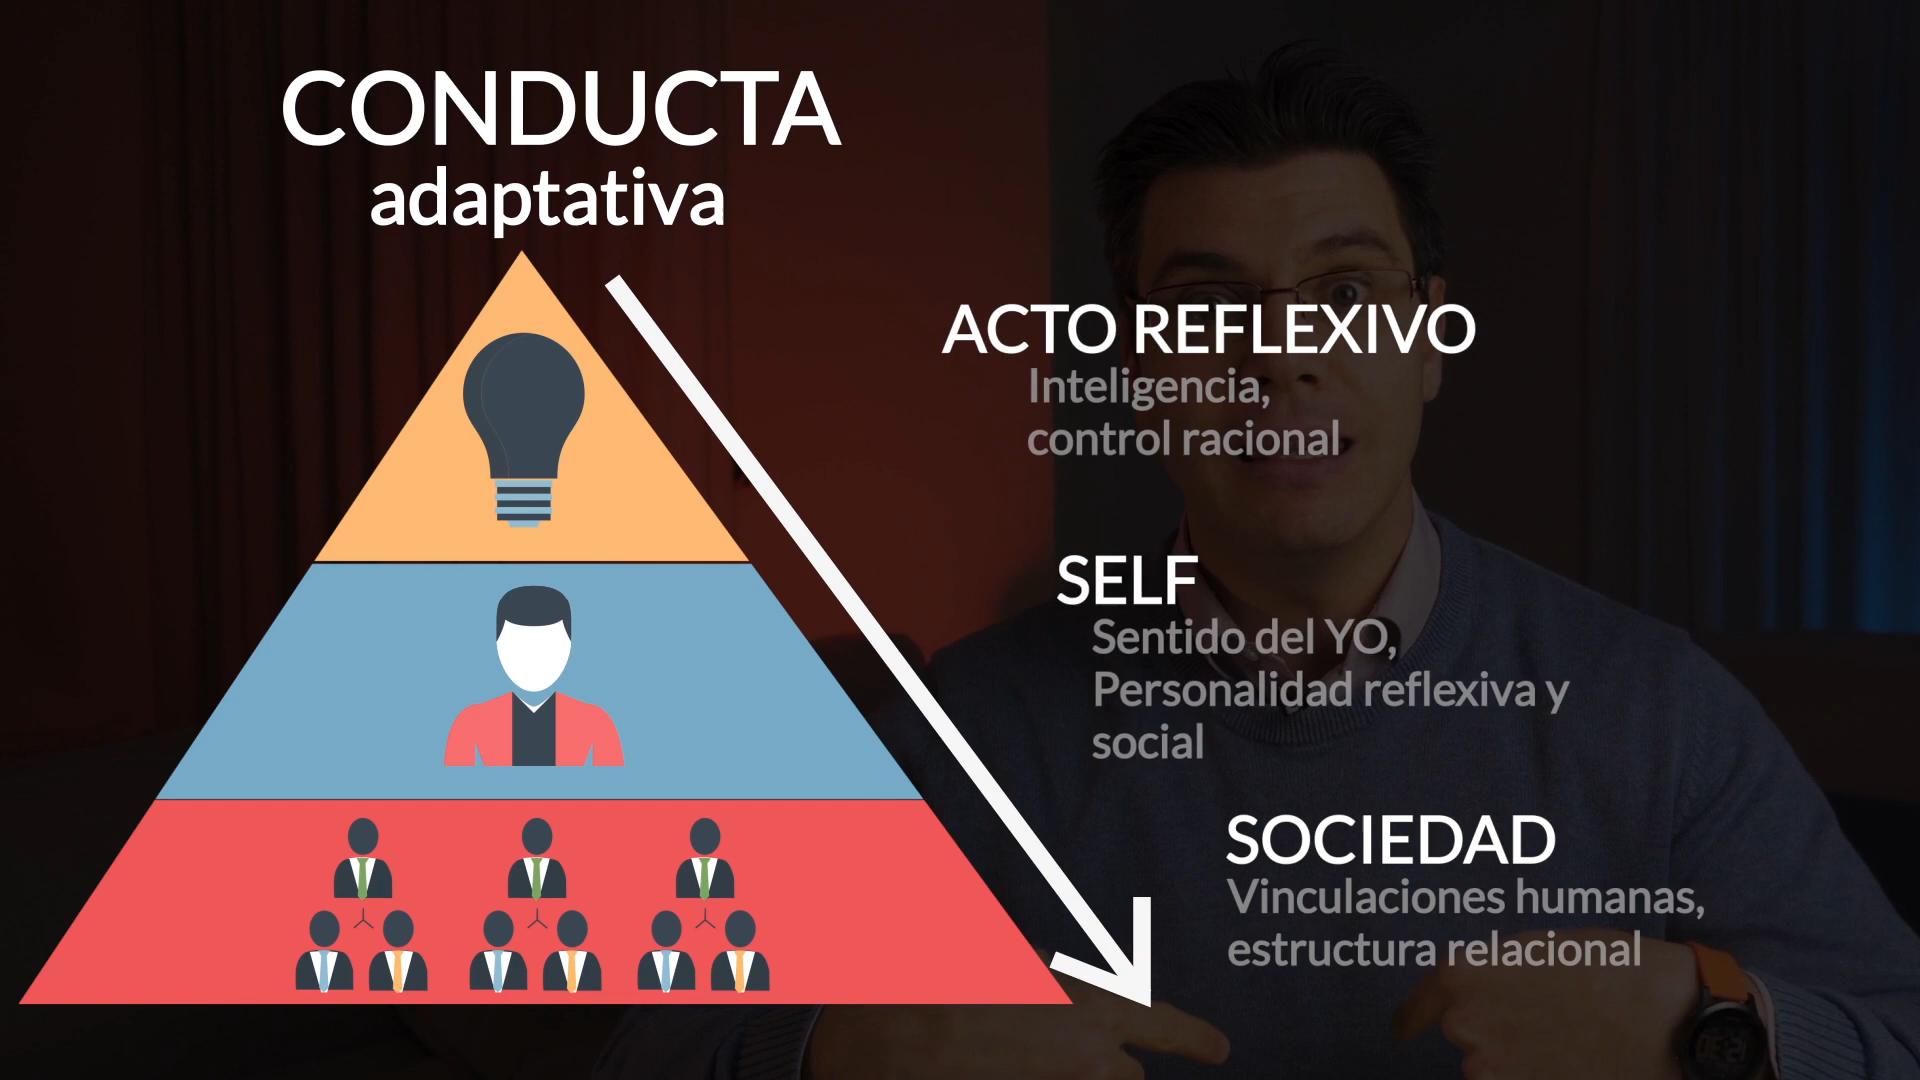 CONDUCTA
adaptativa
ACTO REFLEXIVO
Inteligencia,
control racional
SELF
Sentido del YO,
Personalidad reflexiva y
social
SOCIEDAD
Vinculaciones humanas,
estructura relacional